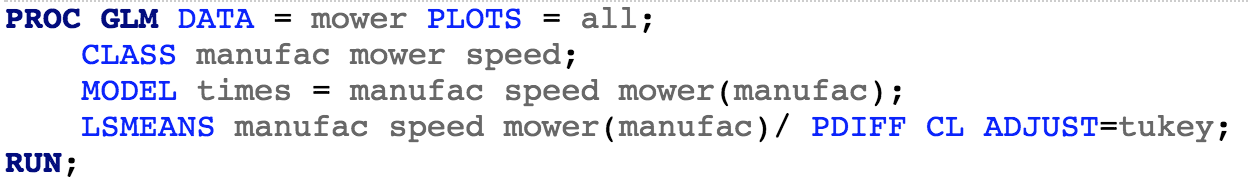 PROC GLM DATA = mower PLOTS = all;
CLASS manufac mower speed;
MODEL times = manufac speed mower(manufac);
LSMEANS manufac speed mower(manufac)/ PDIFF CL ADJUST=tukey;
RUN;